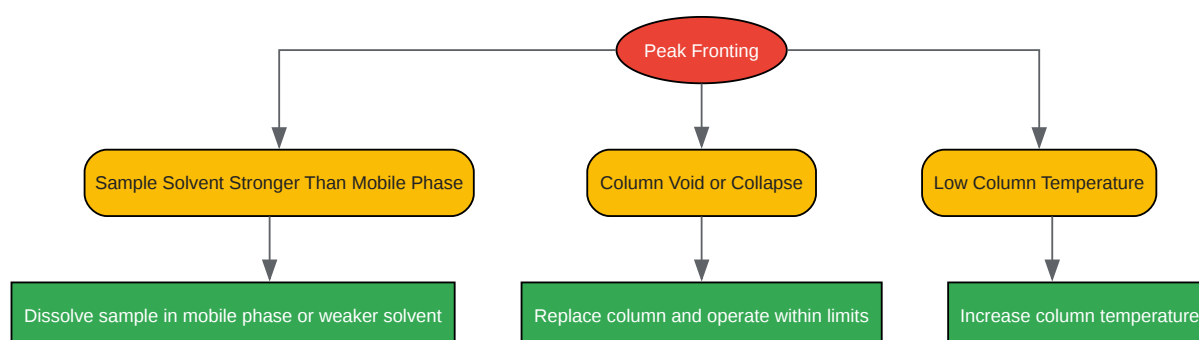 Peak Fronting
Sample Solvent Stronger Than Mobile Phase
Column Void or Collapse
Low Column Temperature
Dissolve sample in mobile phase or weaker solvent
Replace column and operate within limits
Increase column temperature